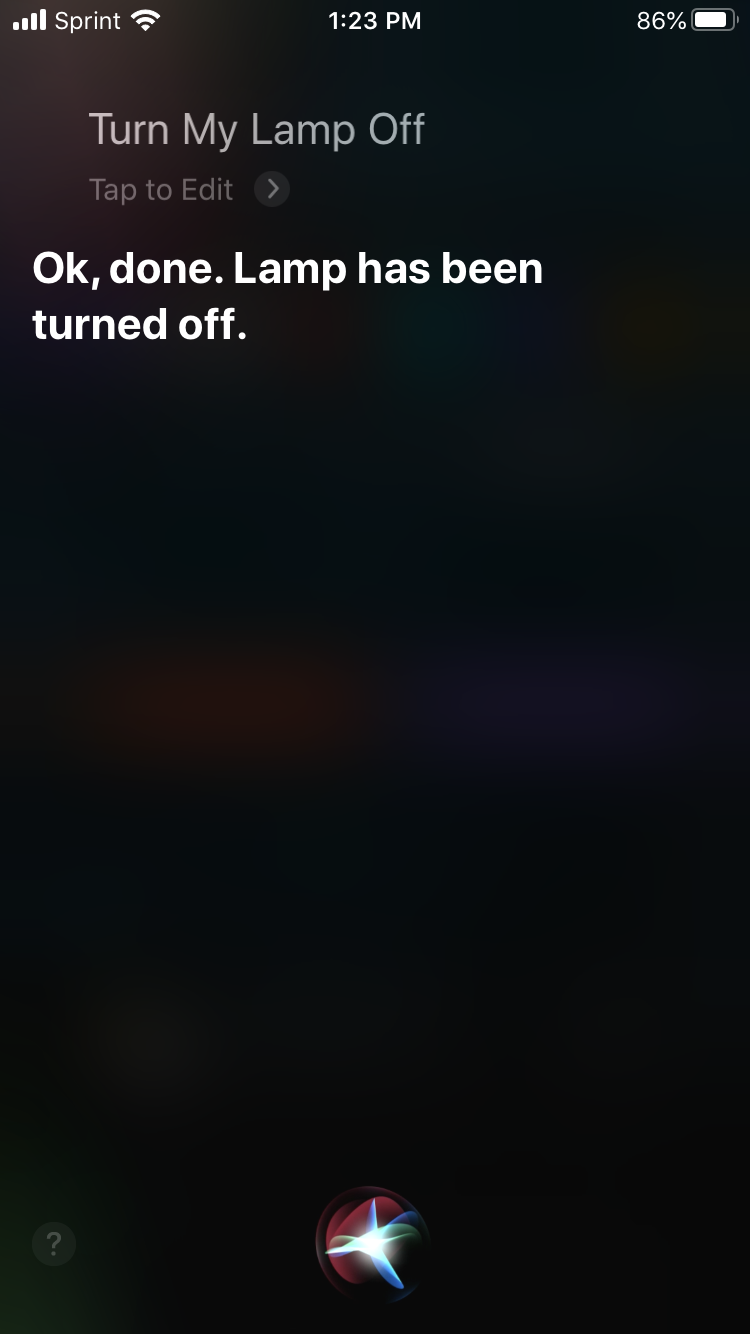 Sprint 1:23 PM 86%
Turn My Lamp Off
Tap to Edit
Ok, done. Lamp has been
turned off.
?